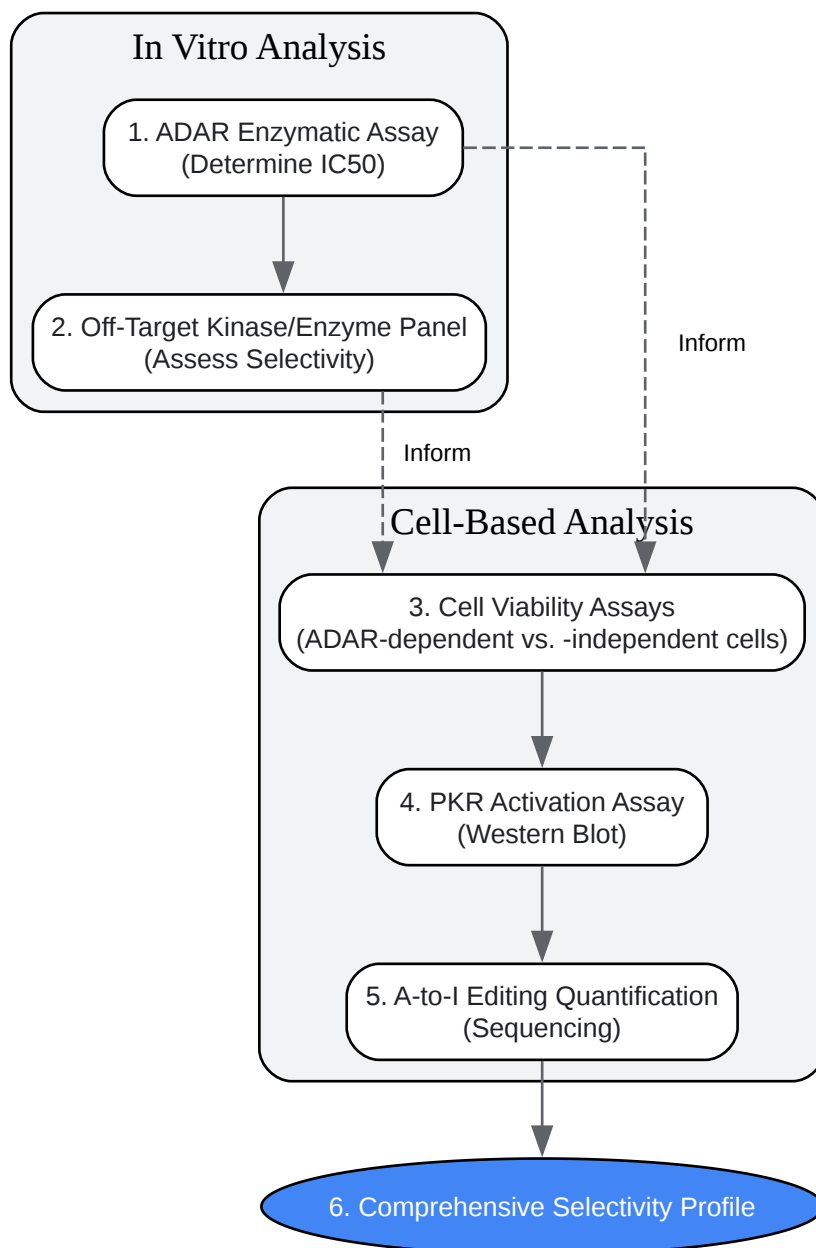 In Vitro Analysis
1. ADAR Enzymatic Assay
(Determine IC50)
2. Off-Target Kinase/Enzyme Panel
(Assess Selectivity)
Inform
Inform
Cell-Based Analysis
3. Cell Viability Assays
(ADAR-dependent vs. -independent cells)
4. PKR Activation Assay
(Western Blot)
5. A-to-I Editing Quantification
(Sequencing)
6. Comprehensive Selectivity Profile